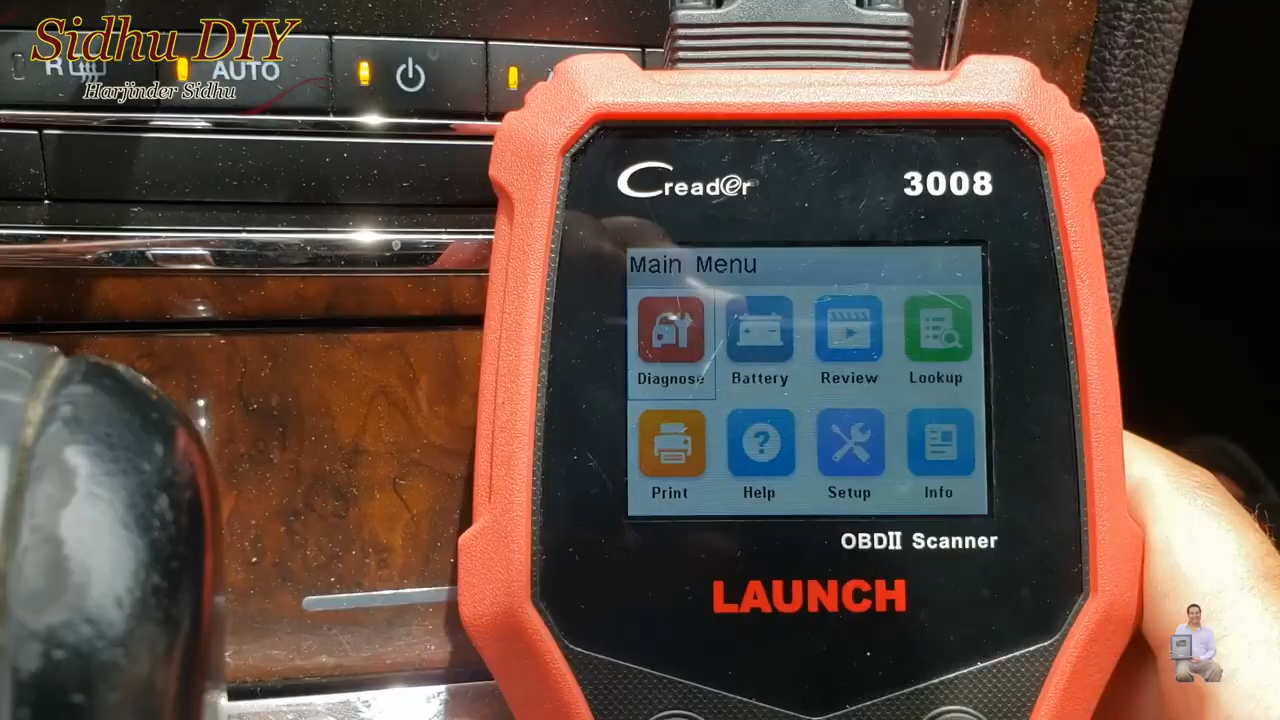 Sidhu DIY
R
AUTO
Harjinder Sidhu
Creader
3008
Main Menu
Diagnose
Battery
Review
Lookup
Print
Help
Setup
Info
OBDII Scanner
LAUNCH